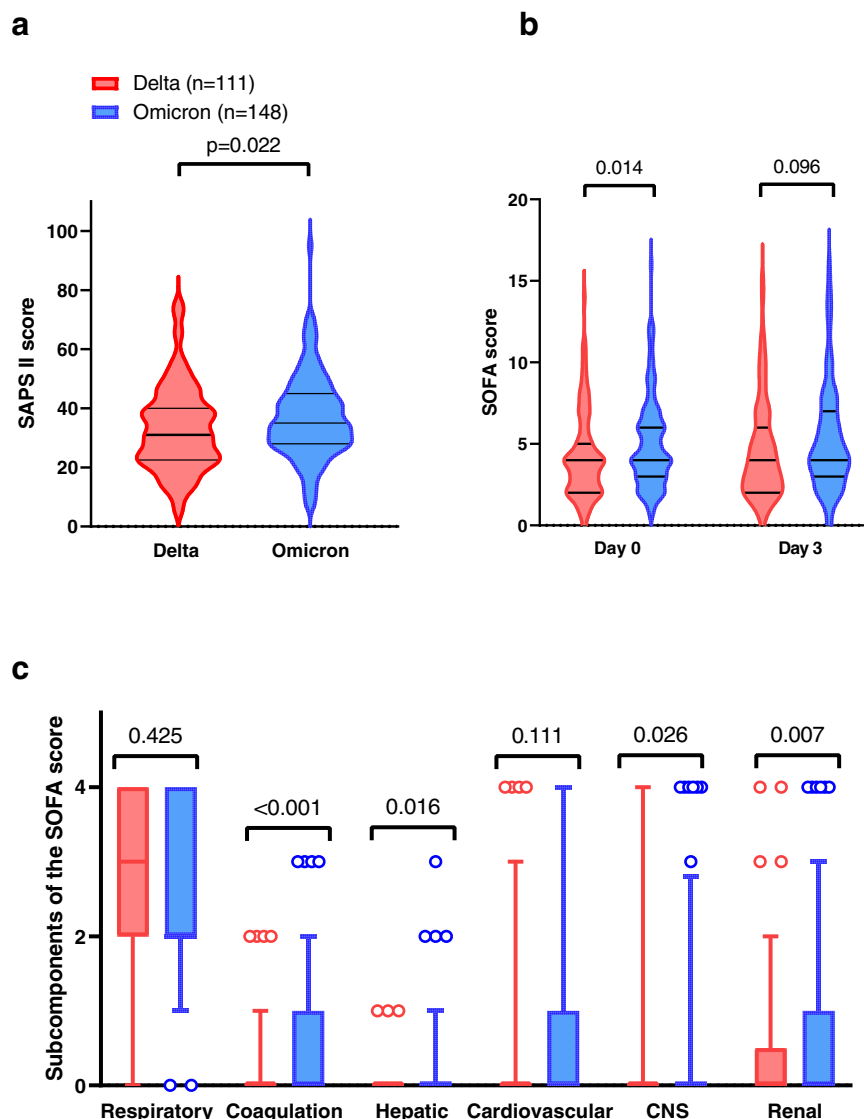 a
Delta (n=111)
Omicron (n=148)
p=0.022
SAPS II score
100
80
60
40
20
0
Delta Omicron
b
0.014 0.096
SOFA score
20
15
10
5
0
Day 0 Day 3
c
Subcomponents of the SOFA score
0.425 <0.001 0.016 0.111 0.026 0.007
4
2
0
Respiratory Coagulation Hepatic Cardiovascular CNS Renal